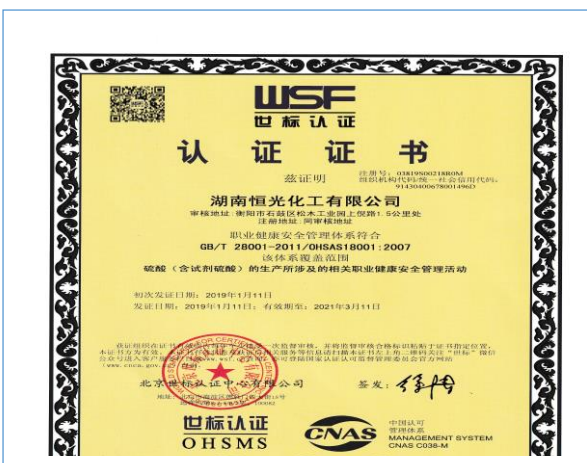 WSF
世标认证
认证证书
兹证明
注册号：03819S00218R0M
组织机构代码/统一社会信用代码：
91430400678001496D
湖南恒光化工有限公司
审核地址：衡阳市石鼓区松木工业园上倪路1.5公里处
注册地址：同审核地址
职业健康安全管理体系符合
GB/T 28001-2011/OHSAS18001:2007
该体系覆盖范围
硫酸（含试剂硫酸）的生产所涉及的相关职业健康安全管理活动
初次发证日期：2019年1月11日
发证日期：2019年1月11日；有效期至：2021年3月11日
北京世标认证中心有限公司
签发：
世标认证
OHSMS
CNAS
中国认可
管理体系
MANAGEMENT SYSTEM
CNAS C038-M